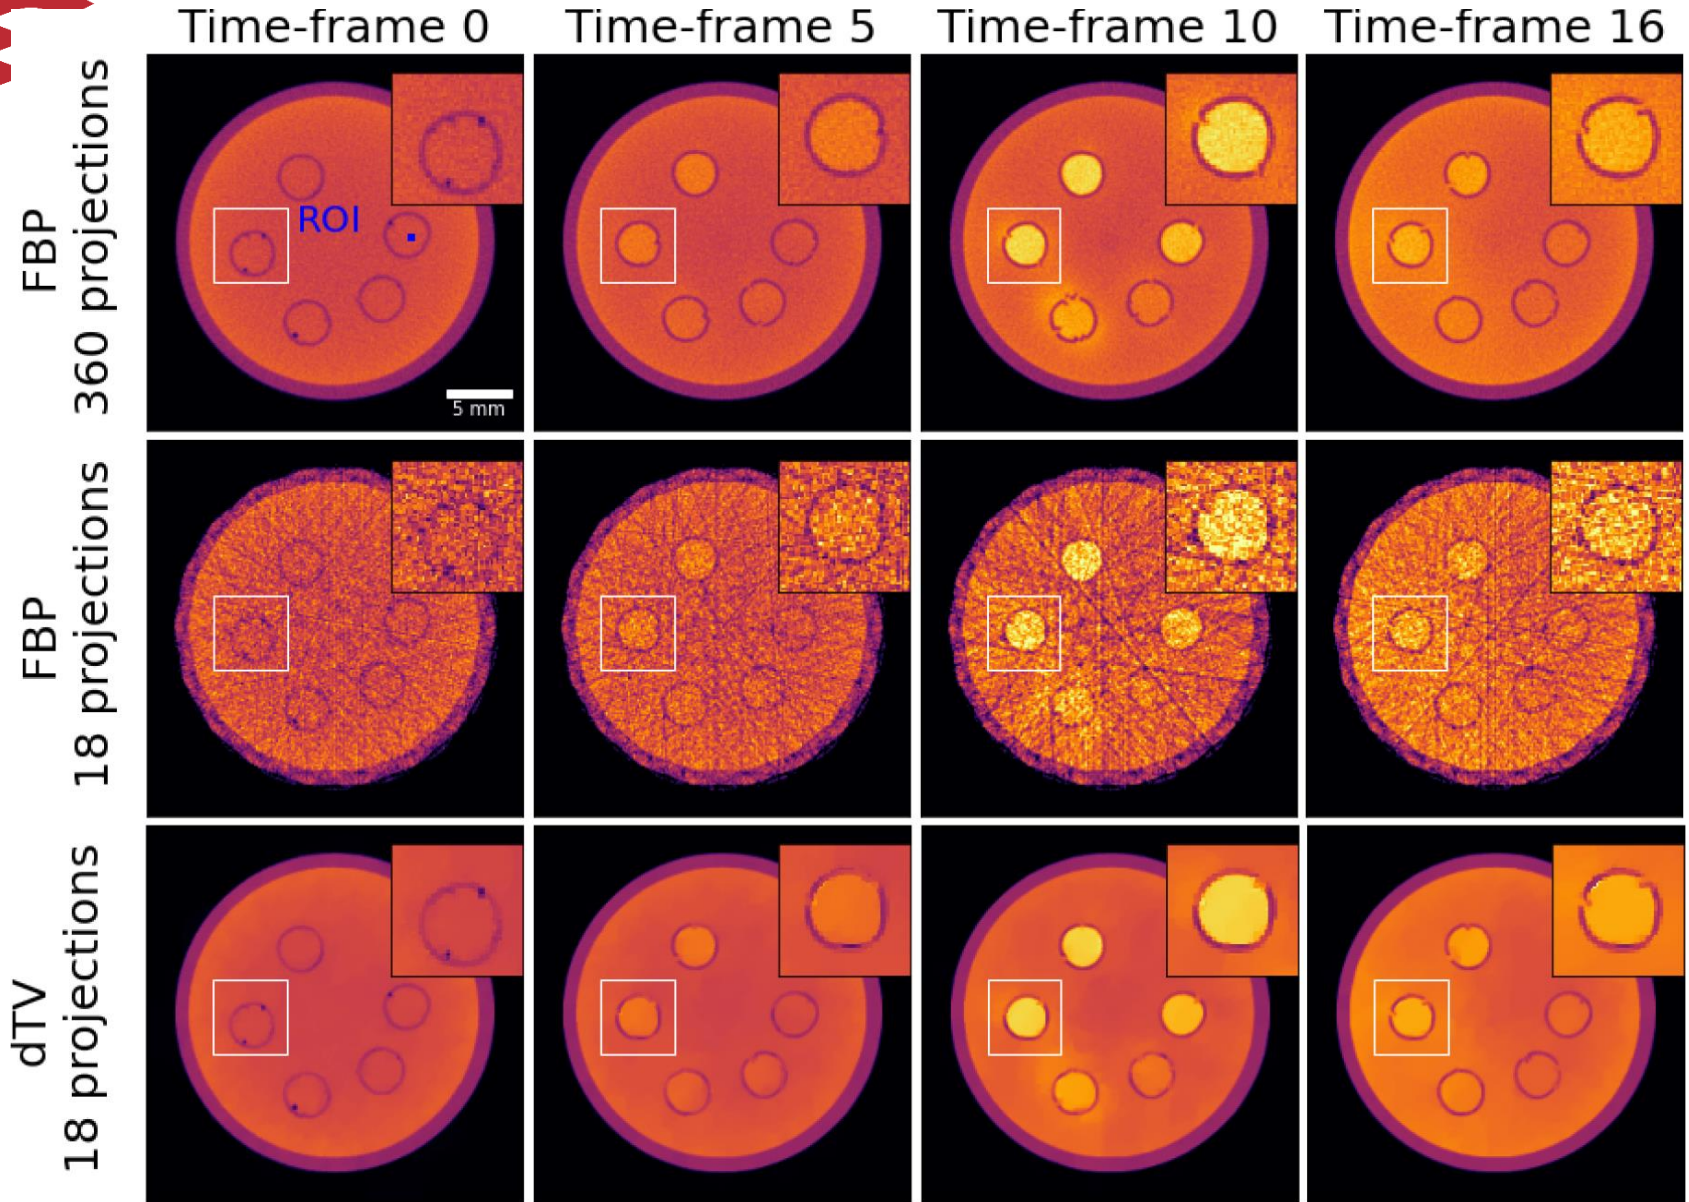 Time-frame 0
Time-frame 5
Time-frame 10
Time-frame 16
FBP
360 projections
ROI
5 mm
FBP
18 projections
dTV
18 projections